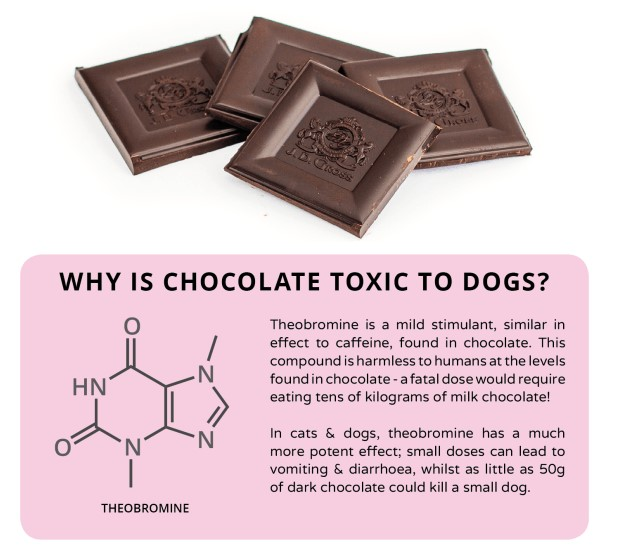 J. D. GROSS
WHY IS CHOCOLATE TOXIC TO DOGS?
O
N
HN
O
N
N
THEOBROMINE
Theobromine is a mild stimulant, similar in
effect to caffeine, found in chocolate. This
compound is harmless to humans at the levels
found in chocolate - a fatal dose would require
eating tens of kilograms of milk chocolate!
In cats & dogs, theobromine has a much
more potent effect; small doses can lead to
vomiting & diarrhoea, whilst as little as 50g
of dark chocolate could kill a small dog.